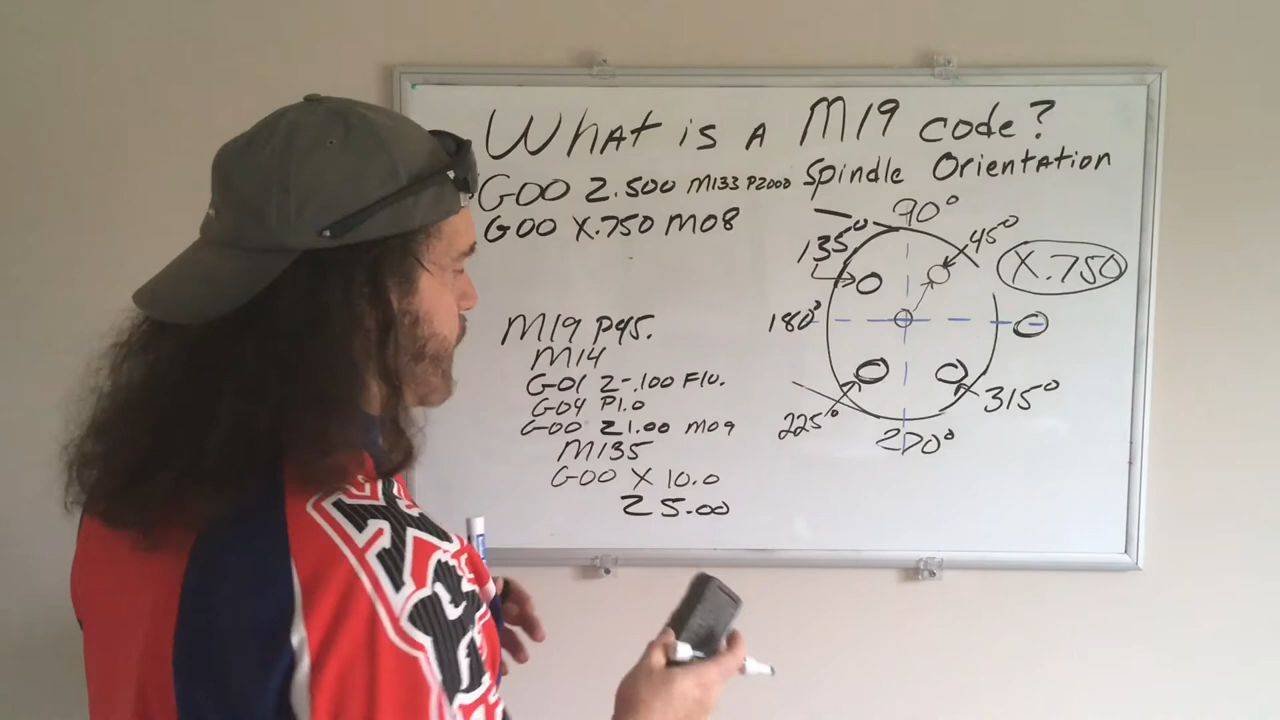 What is a M19 code?
Spindle Orientation
G00 Z.500 M133 P2000
G00 X.750 M08
M19 P45.
M14
G01 Z-.100 F10.
G04 P1.0
G00 Z1.00 M09
M135
G00 X 10.0
Z5.00
90°
135°
45°
X.750
180°
225°
315°
270°